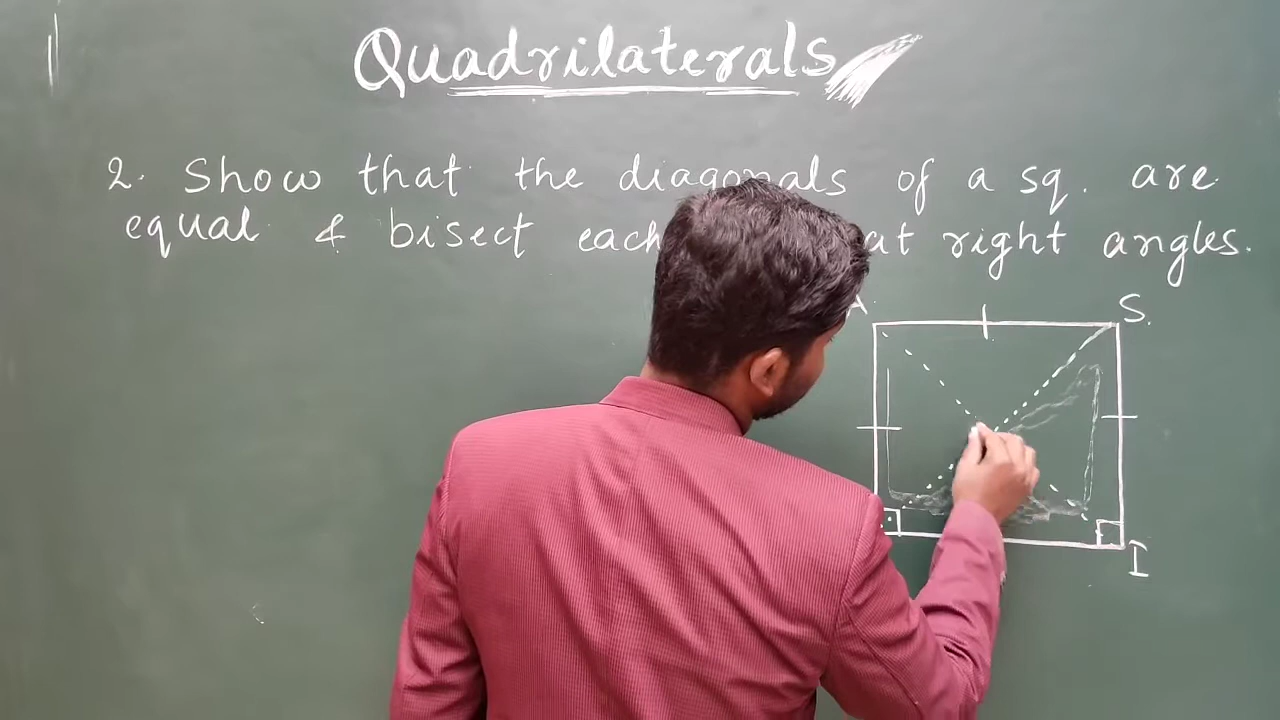 Quadrilaterals
2. Show that the diagonals of a sq. are
equal & bisect each at right angles.
A S.
I